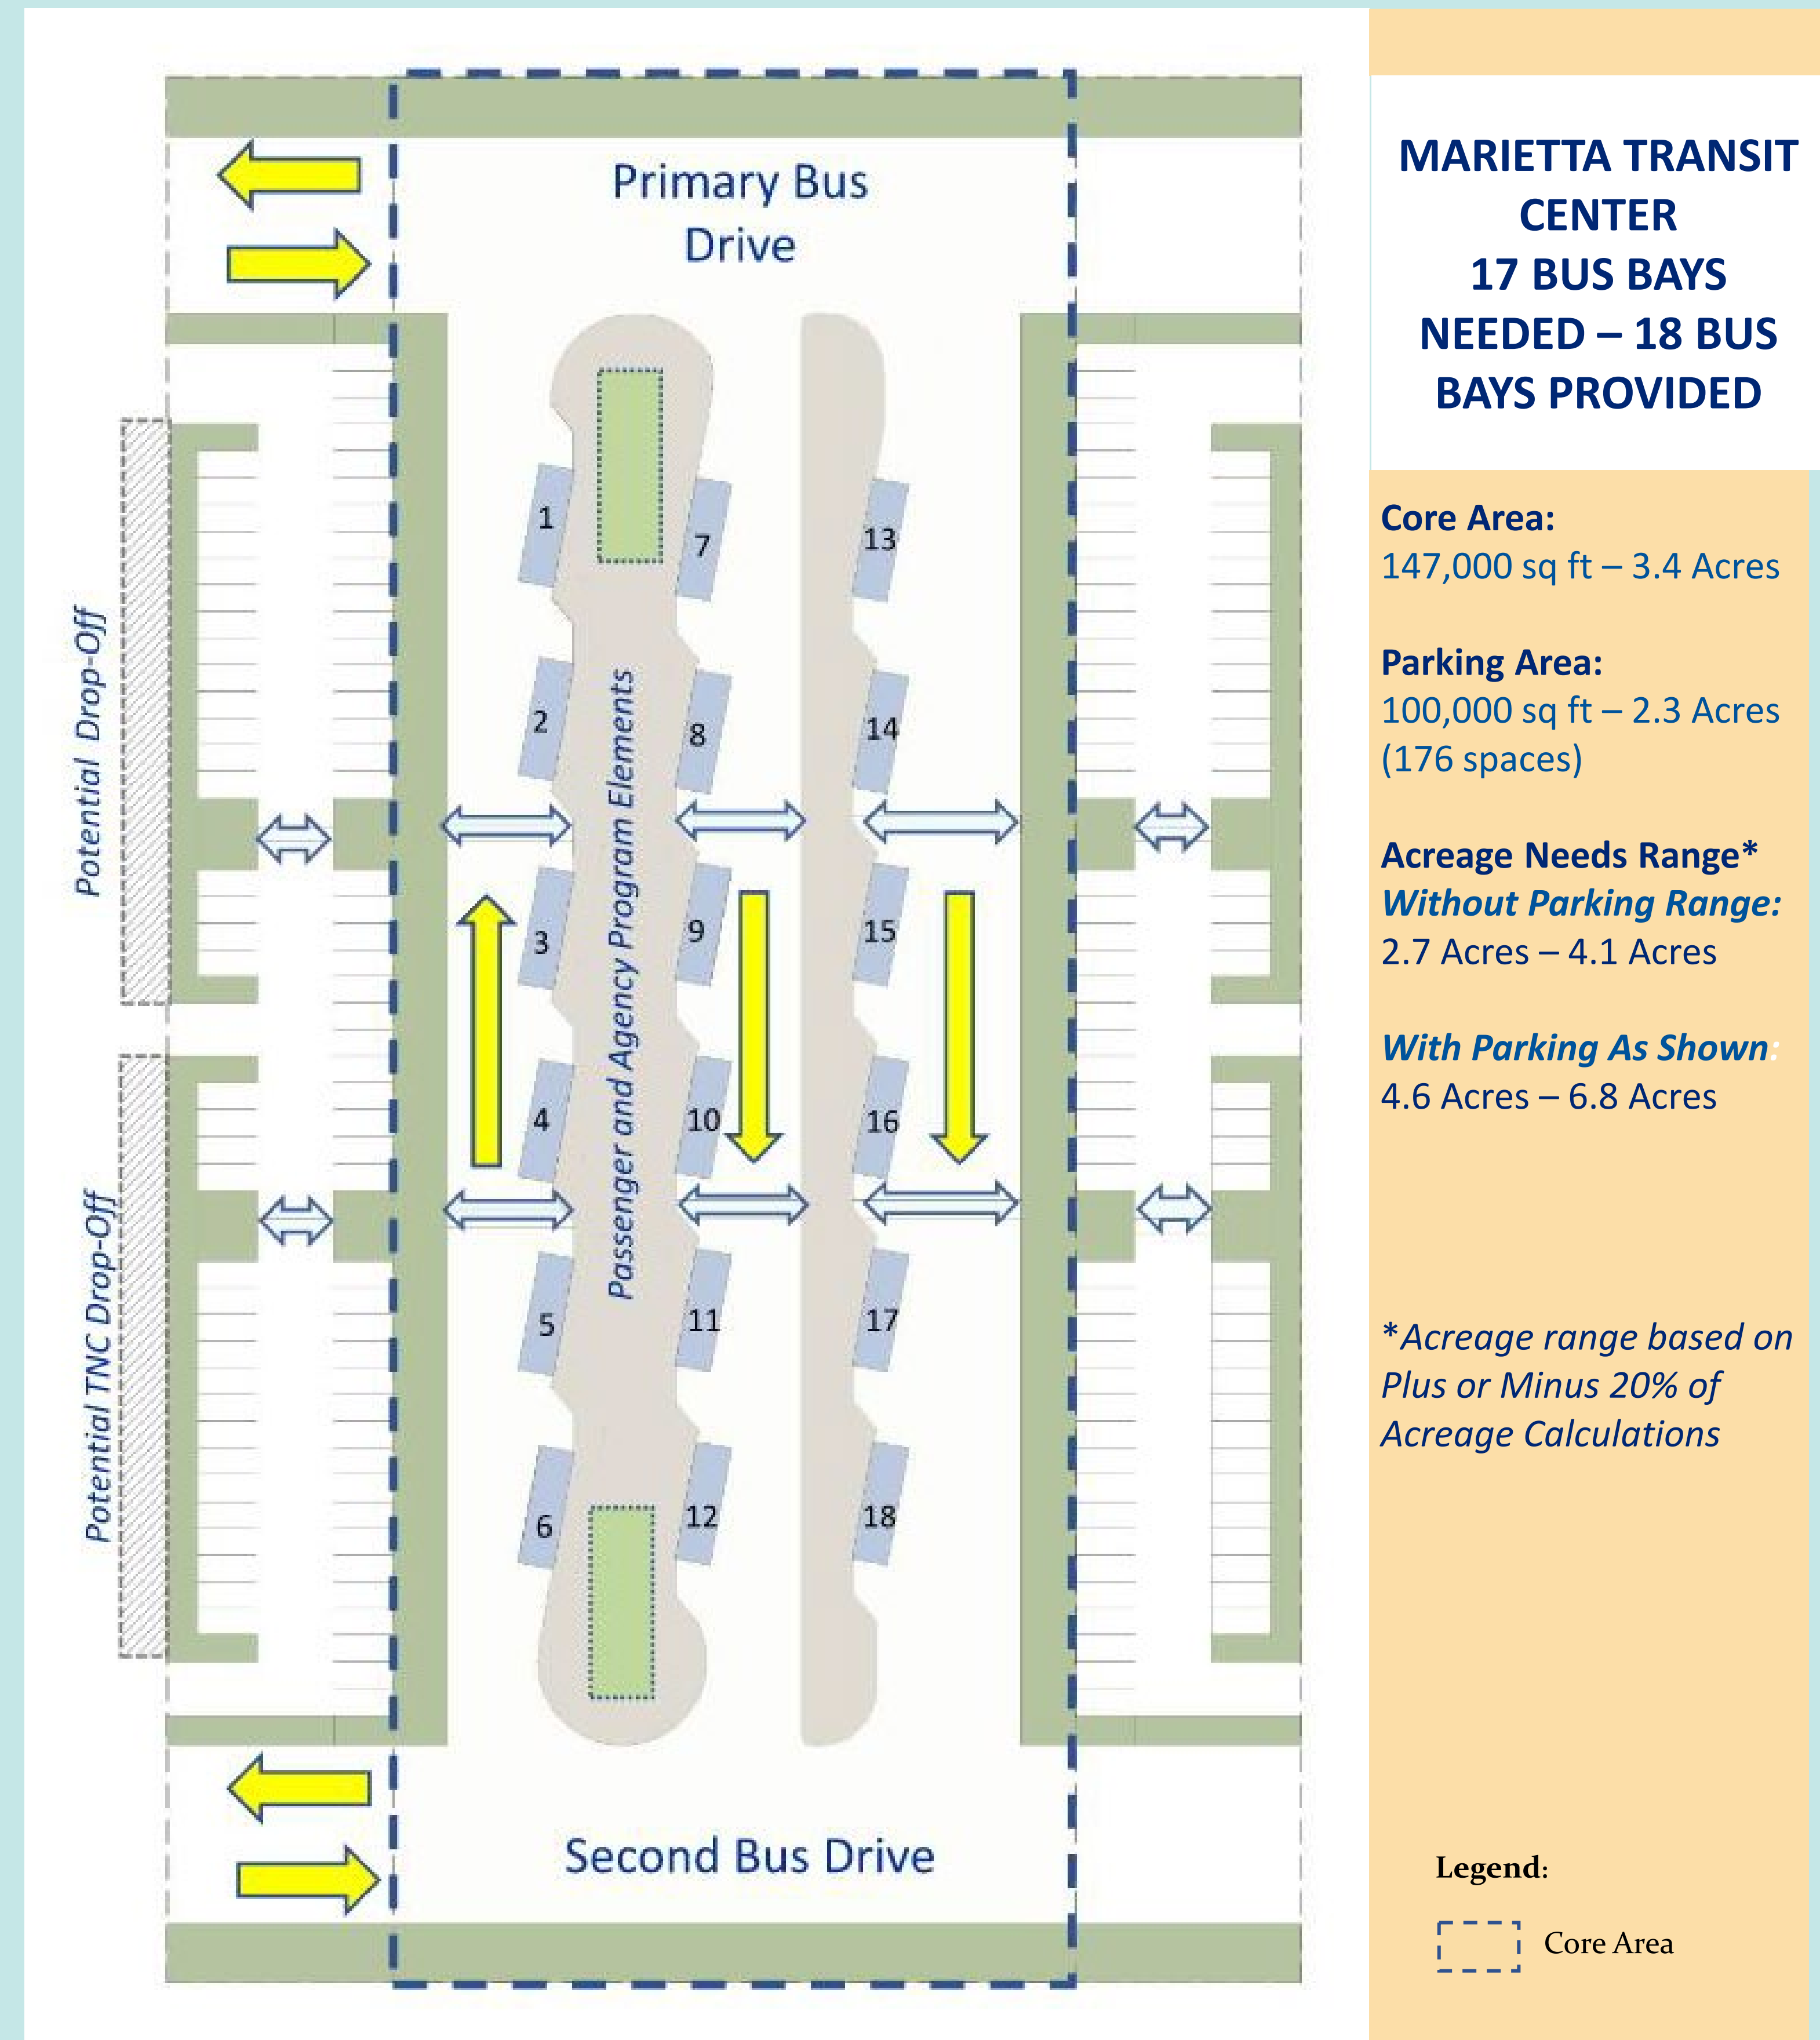 Primary Bus
Drive
Potential Drop-Off
Potential TNC Drop-Off
Passenger and Agency Program Elements
1
2
3
4
5
6
7
8
9
10
11
12
13
14
15
16
17
18
Second Bus Drive
MARIETTA TRANSIT
CENTER
17 BUS BAYS
NEEDED – 18 BUS
BAYS PROVIDED
Core Area:
147,000 sq ft – 3.4 Acres
Parking Area:
100,000 sq ft – 2.3 Acres
(176 spaces)
Acreage Needs Range*
Without Parking Range:
2.7 Acres – 4.1 Acres
With Parking As Shown:
4.6 Acres – 6.8 Acres
*Acreage range based on
Plus or Minus 20% of
Acreage Calculations
Legend:
Core Area